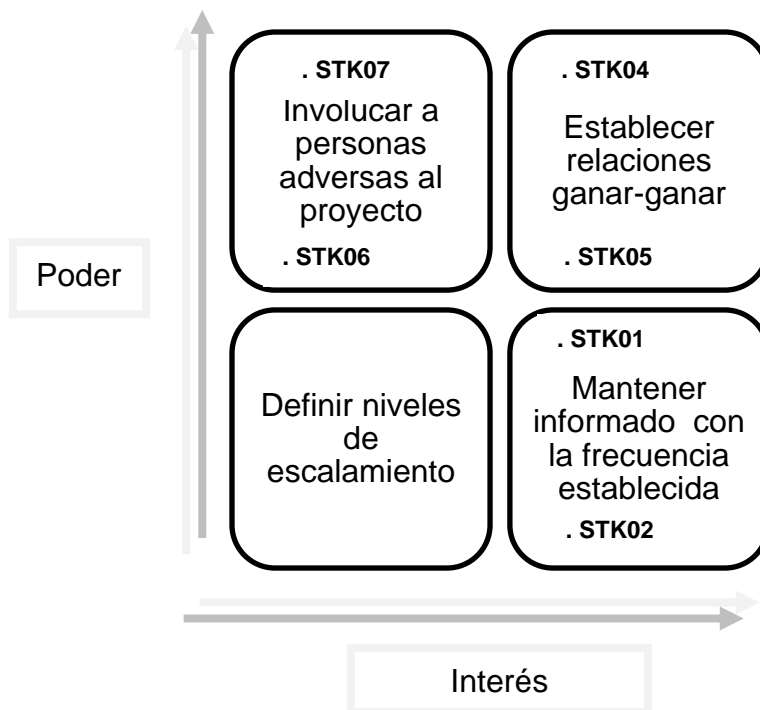 . STK07
Involucar a
personas
adversas al
proyecto
. STK06
. STK04
Establecer
relaciones
ganar-ganar
. STK05
Poder
Definir niveles
de
escalamiento
. STK01
Mantener
informado con
la frecuencia
establecida
. STK02
Interés